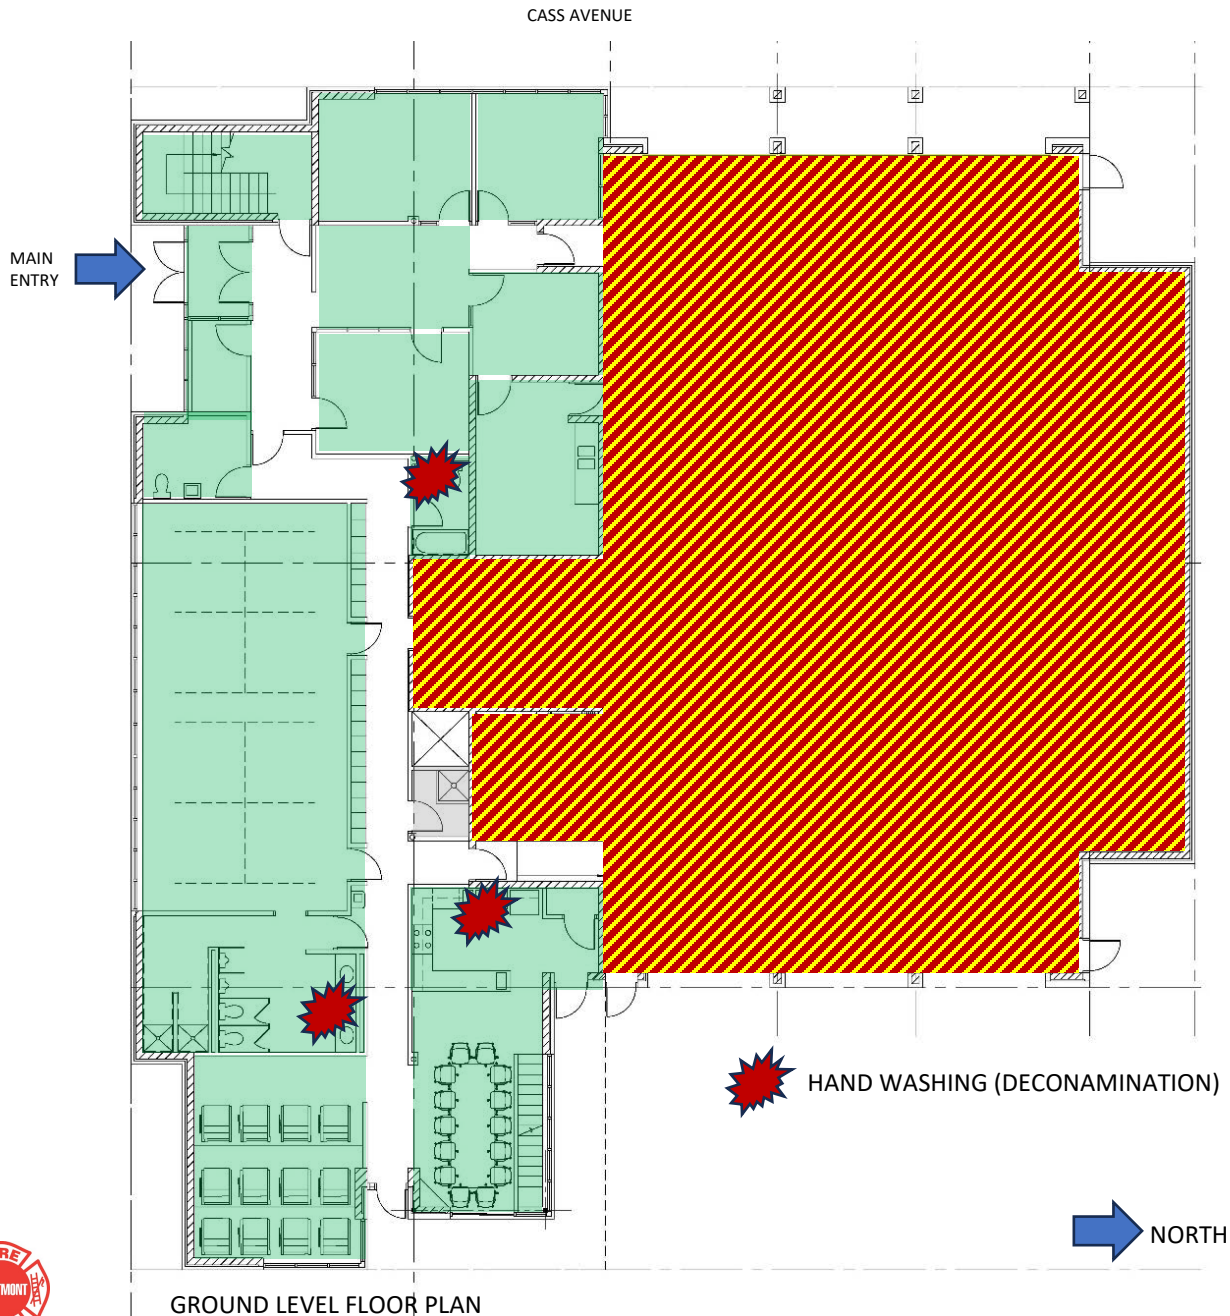 CASS AVENUE
MAIN
ENTRY
HAND WASHING (DECONAMINATION)
NORTH
GROUND LEVEL FLOOR PLAN